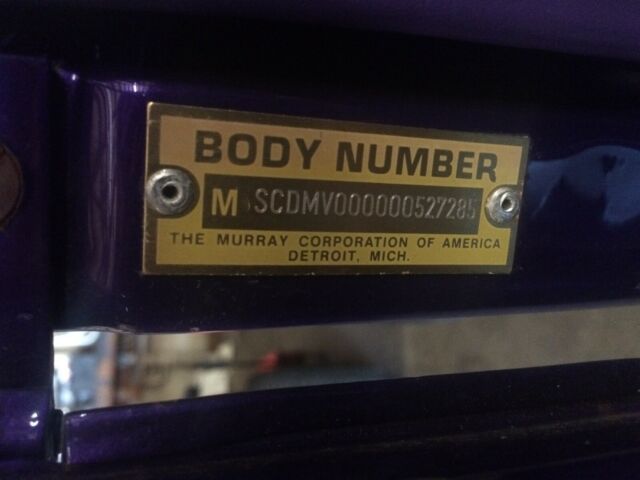 BODY NUMBER
M SCDMV000000527285
THE MURRAY CORPORATION OF AMERICA
DETROIT, MICH.